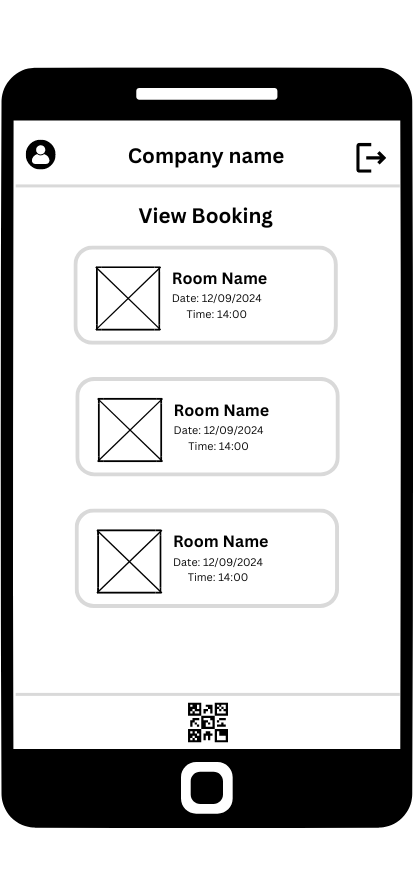 Company name
View Booking
Room Name
Date: 12/09/2024
Time: 14:00
Room Name
Date: 12/09/2024
Time: 14:00
Room Name
Date: 12/09/2024
Time: 14:00